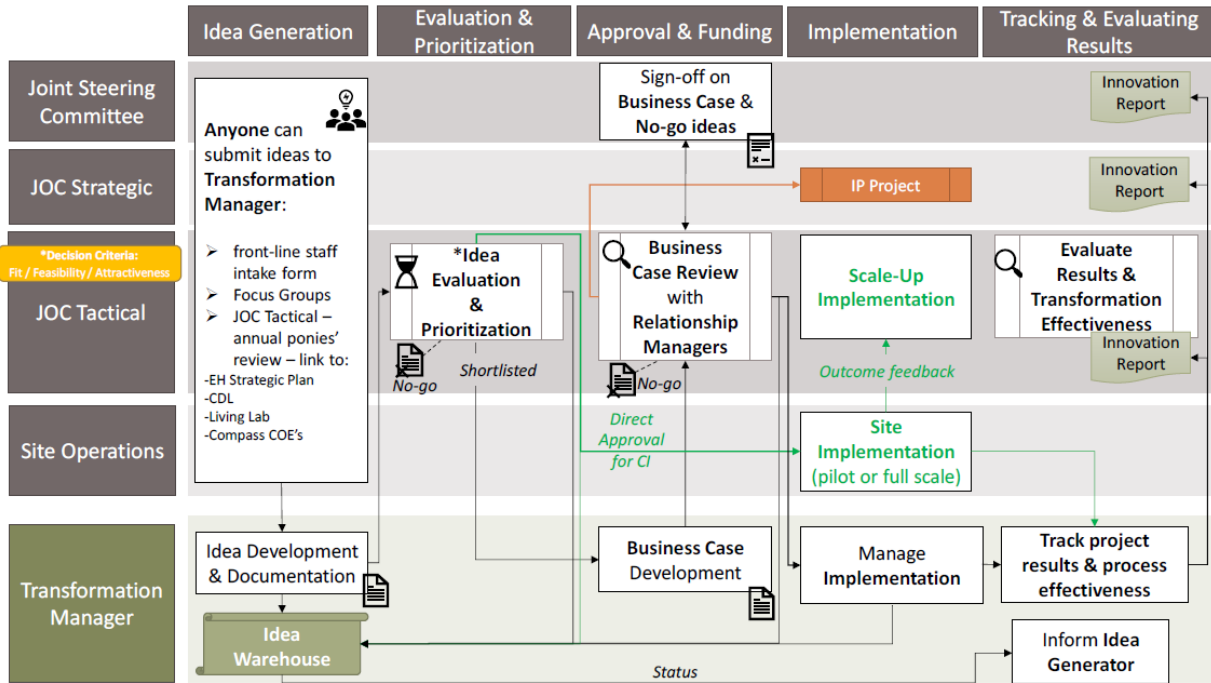 Idea Generation
Evaluation &
Prioritization
Approval & Funding
Implementation
Tracking & Evaluating
Results
Joint Steering
Committee
JOC Strategic
*Decision Criteria:
Fit / Feasibility / Attractiveness
JOC Tactical
Site Operations
Transformation
Manager
Anyone can
submit ideas to
Transformation
Manager:
➢ front-line staff
intake form
➢ Focus Groups
➢ JOC Tactical –
annual ponies’
review – link to:
-EH Strategic Plan
-CDL
-Living Lab
-Compass COE’s
Idea Development
& Documentation
Idea
Warehouse
*Idea
Evaluation
&
Prioritization
No-go
Shortlisted
Sign-off on
Business Case &
No-go ideas
Business
Case Review
with
Relationship
Managers
No-go
Direct
Approval
for CI
Business Case
Development
IP Project
Scale-Up
Implementation
Outcome feedback
Site
Implementation
(pilot or full scale)
Manage
Implementation
Innovation
Report
Innovation
Report
Evaluate
Results &
Transformation
Effectiveness
Innovation
Report
Track project
results & process
effectiveness
Status
Inform Idea
Generator